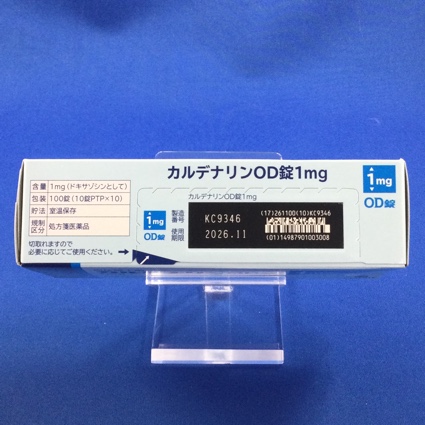 カルデナリンOD錠1mg
1mg
OD錠
含量 1mg(ドキサゾシンとして)
包装 100錠(10錠PTP×10)
貯法 室温保存
規制区分 処方箋医薬品
切取れますので
必要に応じてご使用ください。
1mg
OD錠
カルデナリンOD錠1mg
製造番号 KC9346
使用期限 2026.11
(17)261100(10)KC9346
(01)14987901003008